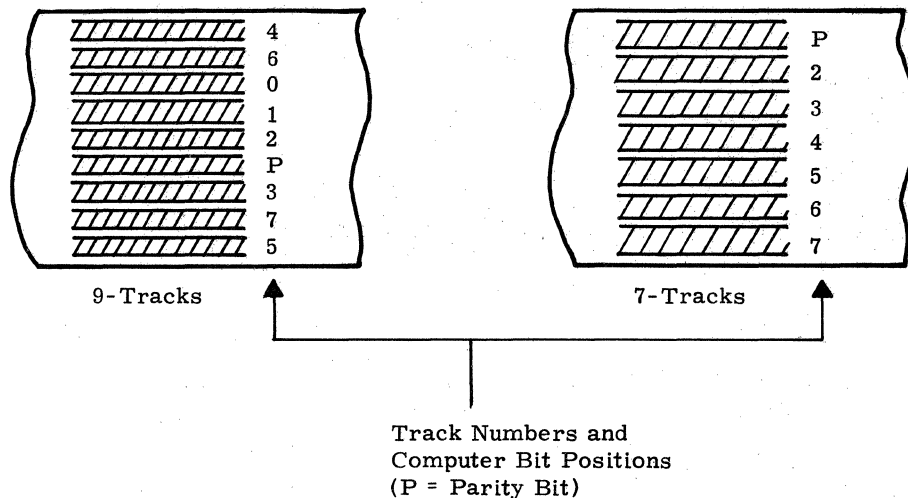 4
6
0
1
2
P
3
7
5
P
2
3
4
5
6
7
9-Tracks
7-Tracks
Track Numbers and
Computer Bit Positions
(P = Parity Bit)